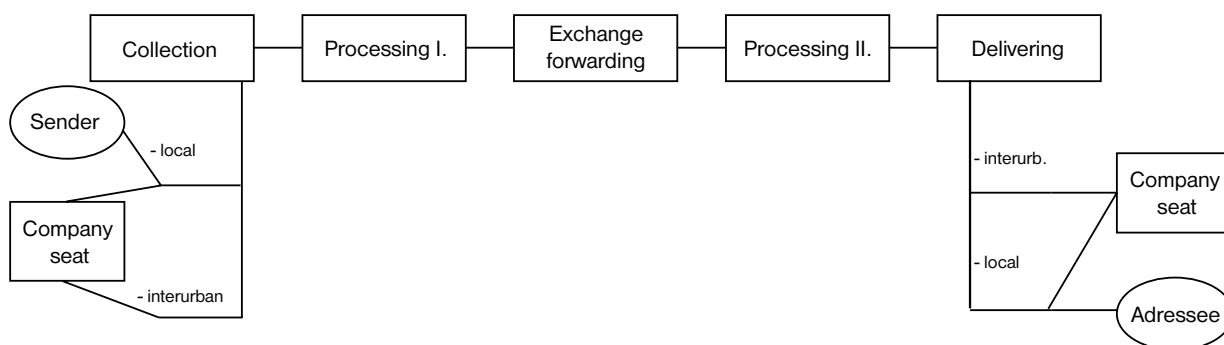 Collection
Processing I.
Exchange
forwarding
Processing II.
Delivering
Sender
- local
Company
seat
- interurban
- interurb.
Company
seat
- local
Adressee